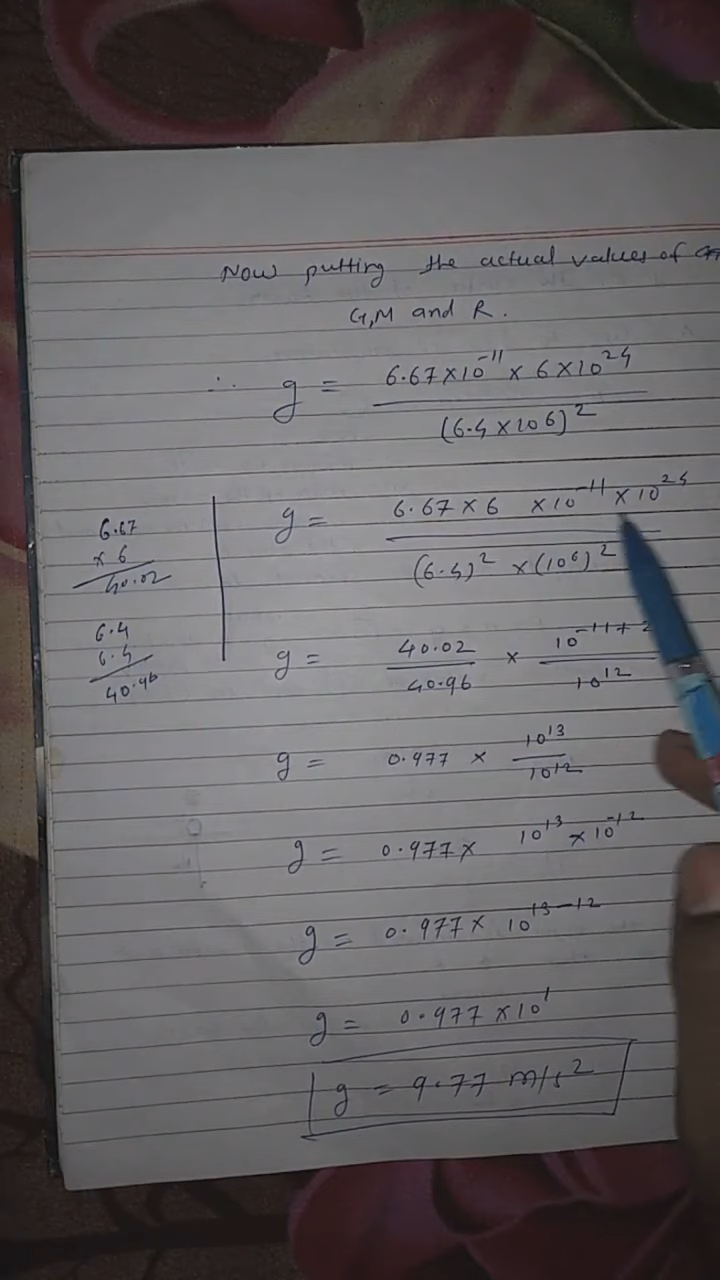 Now putting the actual values of
G,M and R.
∴ g = 6.67×10⁻¹¹ × 6×10²⁴
(6.4×10⁶)²
g = 6.67×6 ×10⁻¹¹ ×10²⁴
(6.4)² ×(10⁶)²
6.67
× 6
40.02
6.4
6.4
40.96
g = 40.02 × 10⁻¹¹⁺²
40.96 10¹²
g = 0.977 × 10¹³
10¹²
g = 0.977× 10¹³ ×10⁻¹²
g = 0.977× 10¹³⁻¹²
g = 0.977 ×10¹
g = 9.77 m/s²